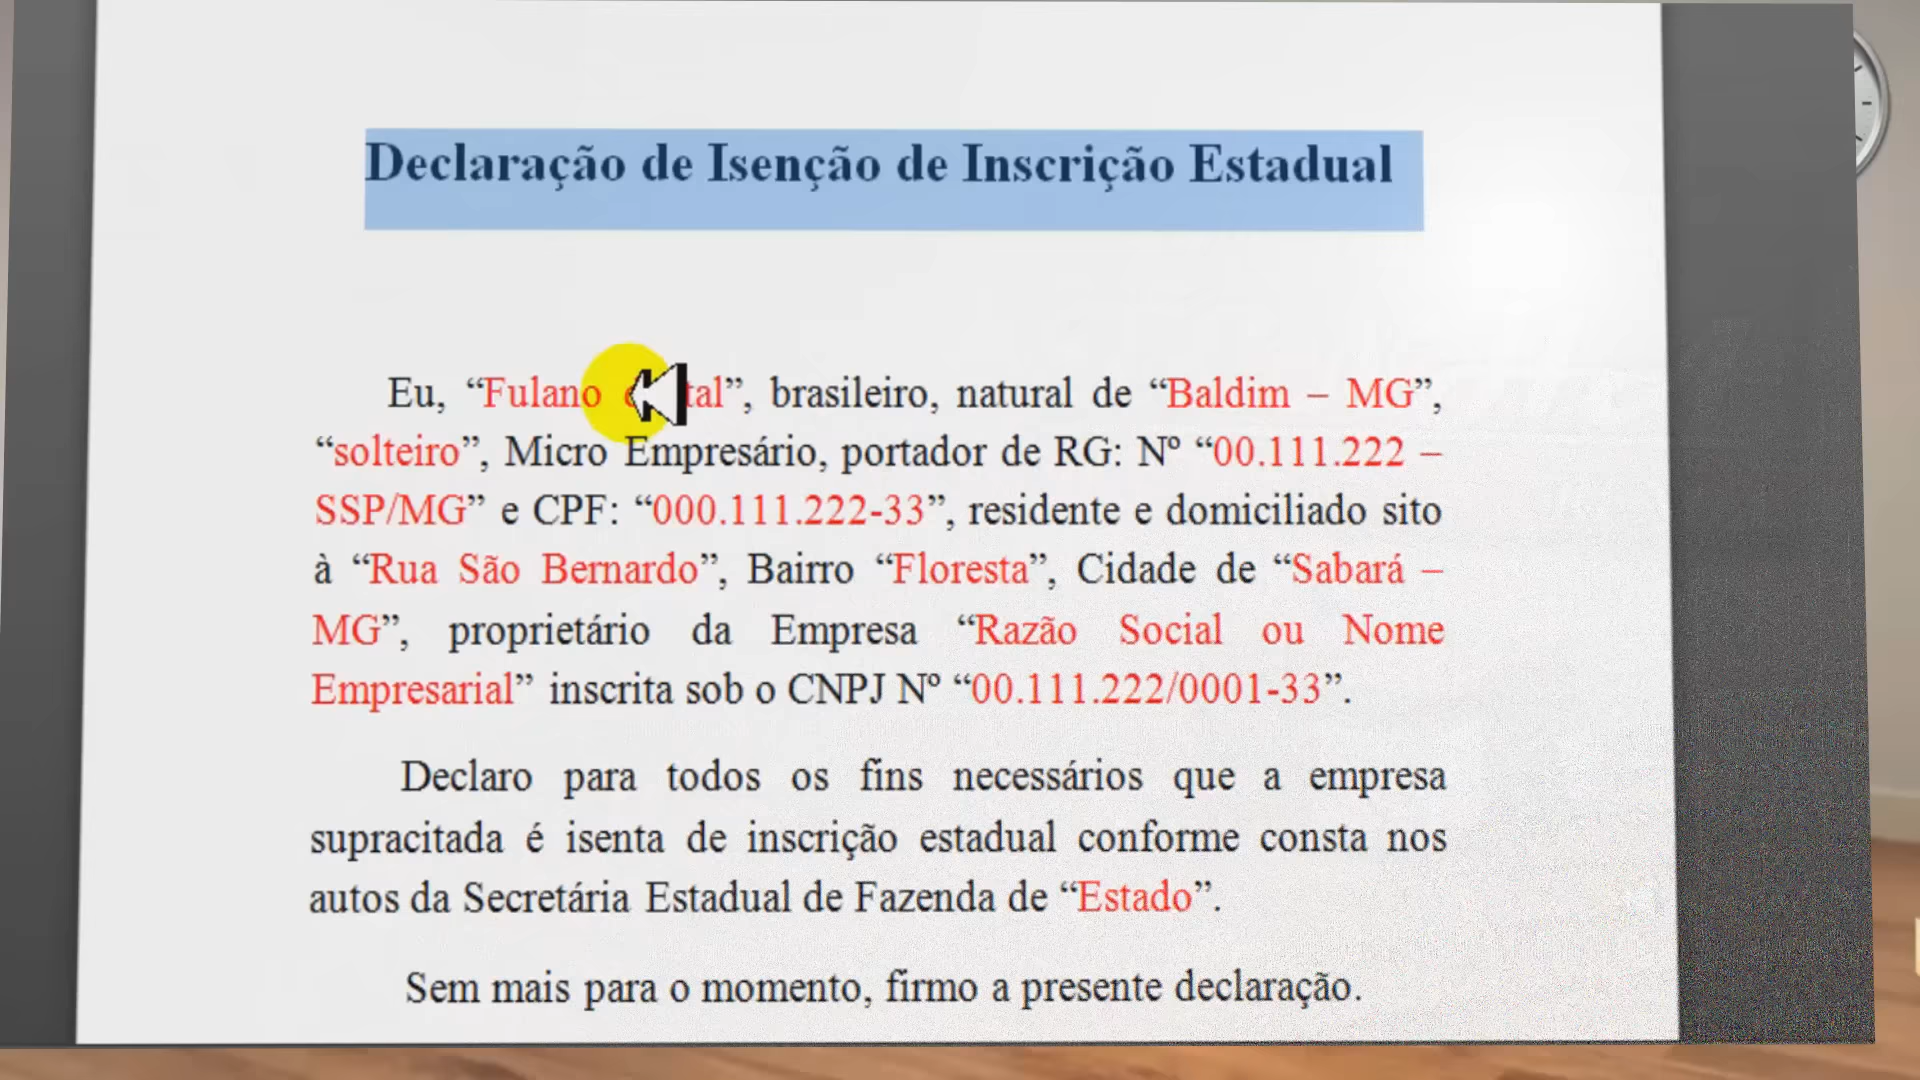 Declaração de Isenção de Inscrição Estadual
Eu, “Fulano tal”, brasileiro, natural de “Baldim – MG”,
“solteiro”, Micro Empresário, portador de RG: Nº “00.111.222 –
SSP/MG” e CPF: “000.111.222-33”, residente e domiciliado sito
à “Rua São Bernardo”, Bairro “Floresta”, Cidade de “Sabará –
MG”, proprietário da Empresa “Razão Social ou Nome
Empresarial” inscrita sob o CNPJ Nº “00.111.222/0001-33”.
Declaro para todos os fins necessários que a empresa
supracitada é isenta de inscrição estadual conforme consta nos
autos da Secretária Estadual de Fazenda de “Estado”.
Sem mais para o momento, firmo a presente declaração.